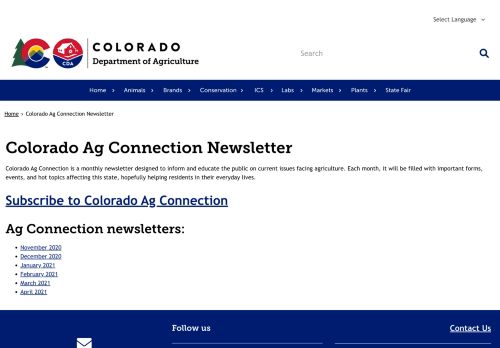 Select Language
COLORADO
Department of Agriculture
CDA
Search
Home
Animals
Brands
Conservation
ICS
Labs
Markets
Plants
State Fair
Home › Colorado Ag Connection Newsletter
Colorado Ag Connection Newsletter
Colorado Ag Connection is a monthly newsletter designed to inform and educate the public on current issues facing agriculture. Each month, it will be filled with important forms,
events, and hot topics affecting this state, hopefully helping residents in their everyday lives.
Subscribe to Colorado Ag Connection
Ag Connection newsletters:
November 2020
December 2020
January 2021
February 2021
March 2021
April 2021
Follow us
Contact Us